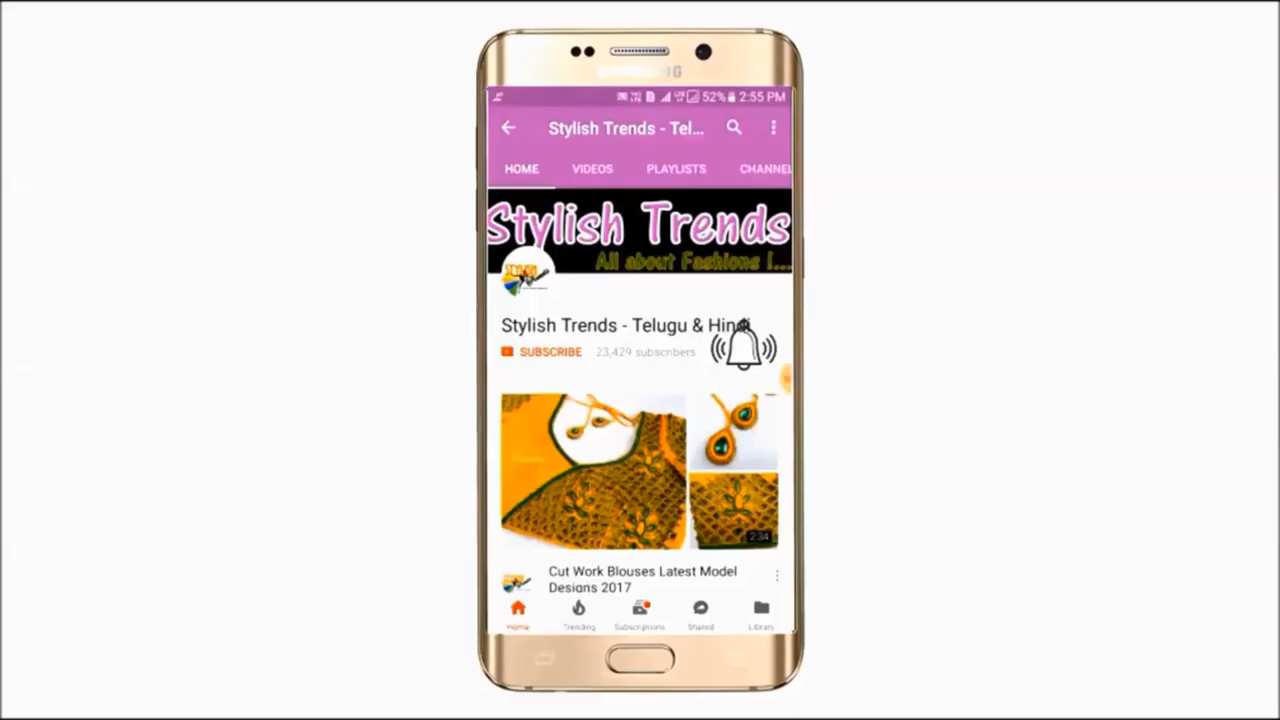 SAMSUNG
52% 2:55 PM
Stylish Trends - Tel...
HOME VIDEOS PLAYLISTS CHANNEL
Stylish Trends
All about Fashions !...
Stylish Trends - Telugu & Hindi
SUBSCRIBE 23,429 subscribers
2:34
Cut Work Blouses Latest Model
Designs 2017
Home Trending Subscriptions Shared Library